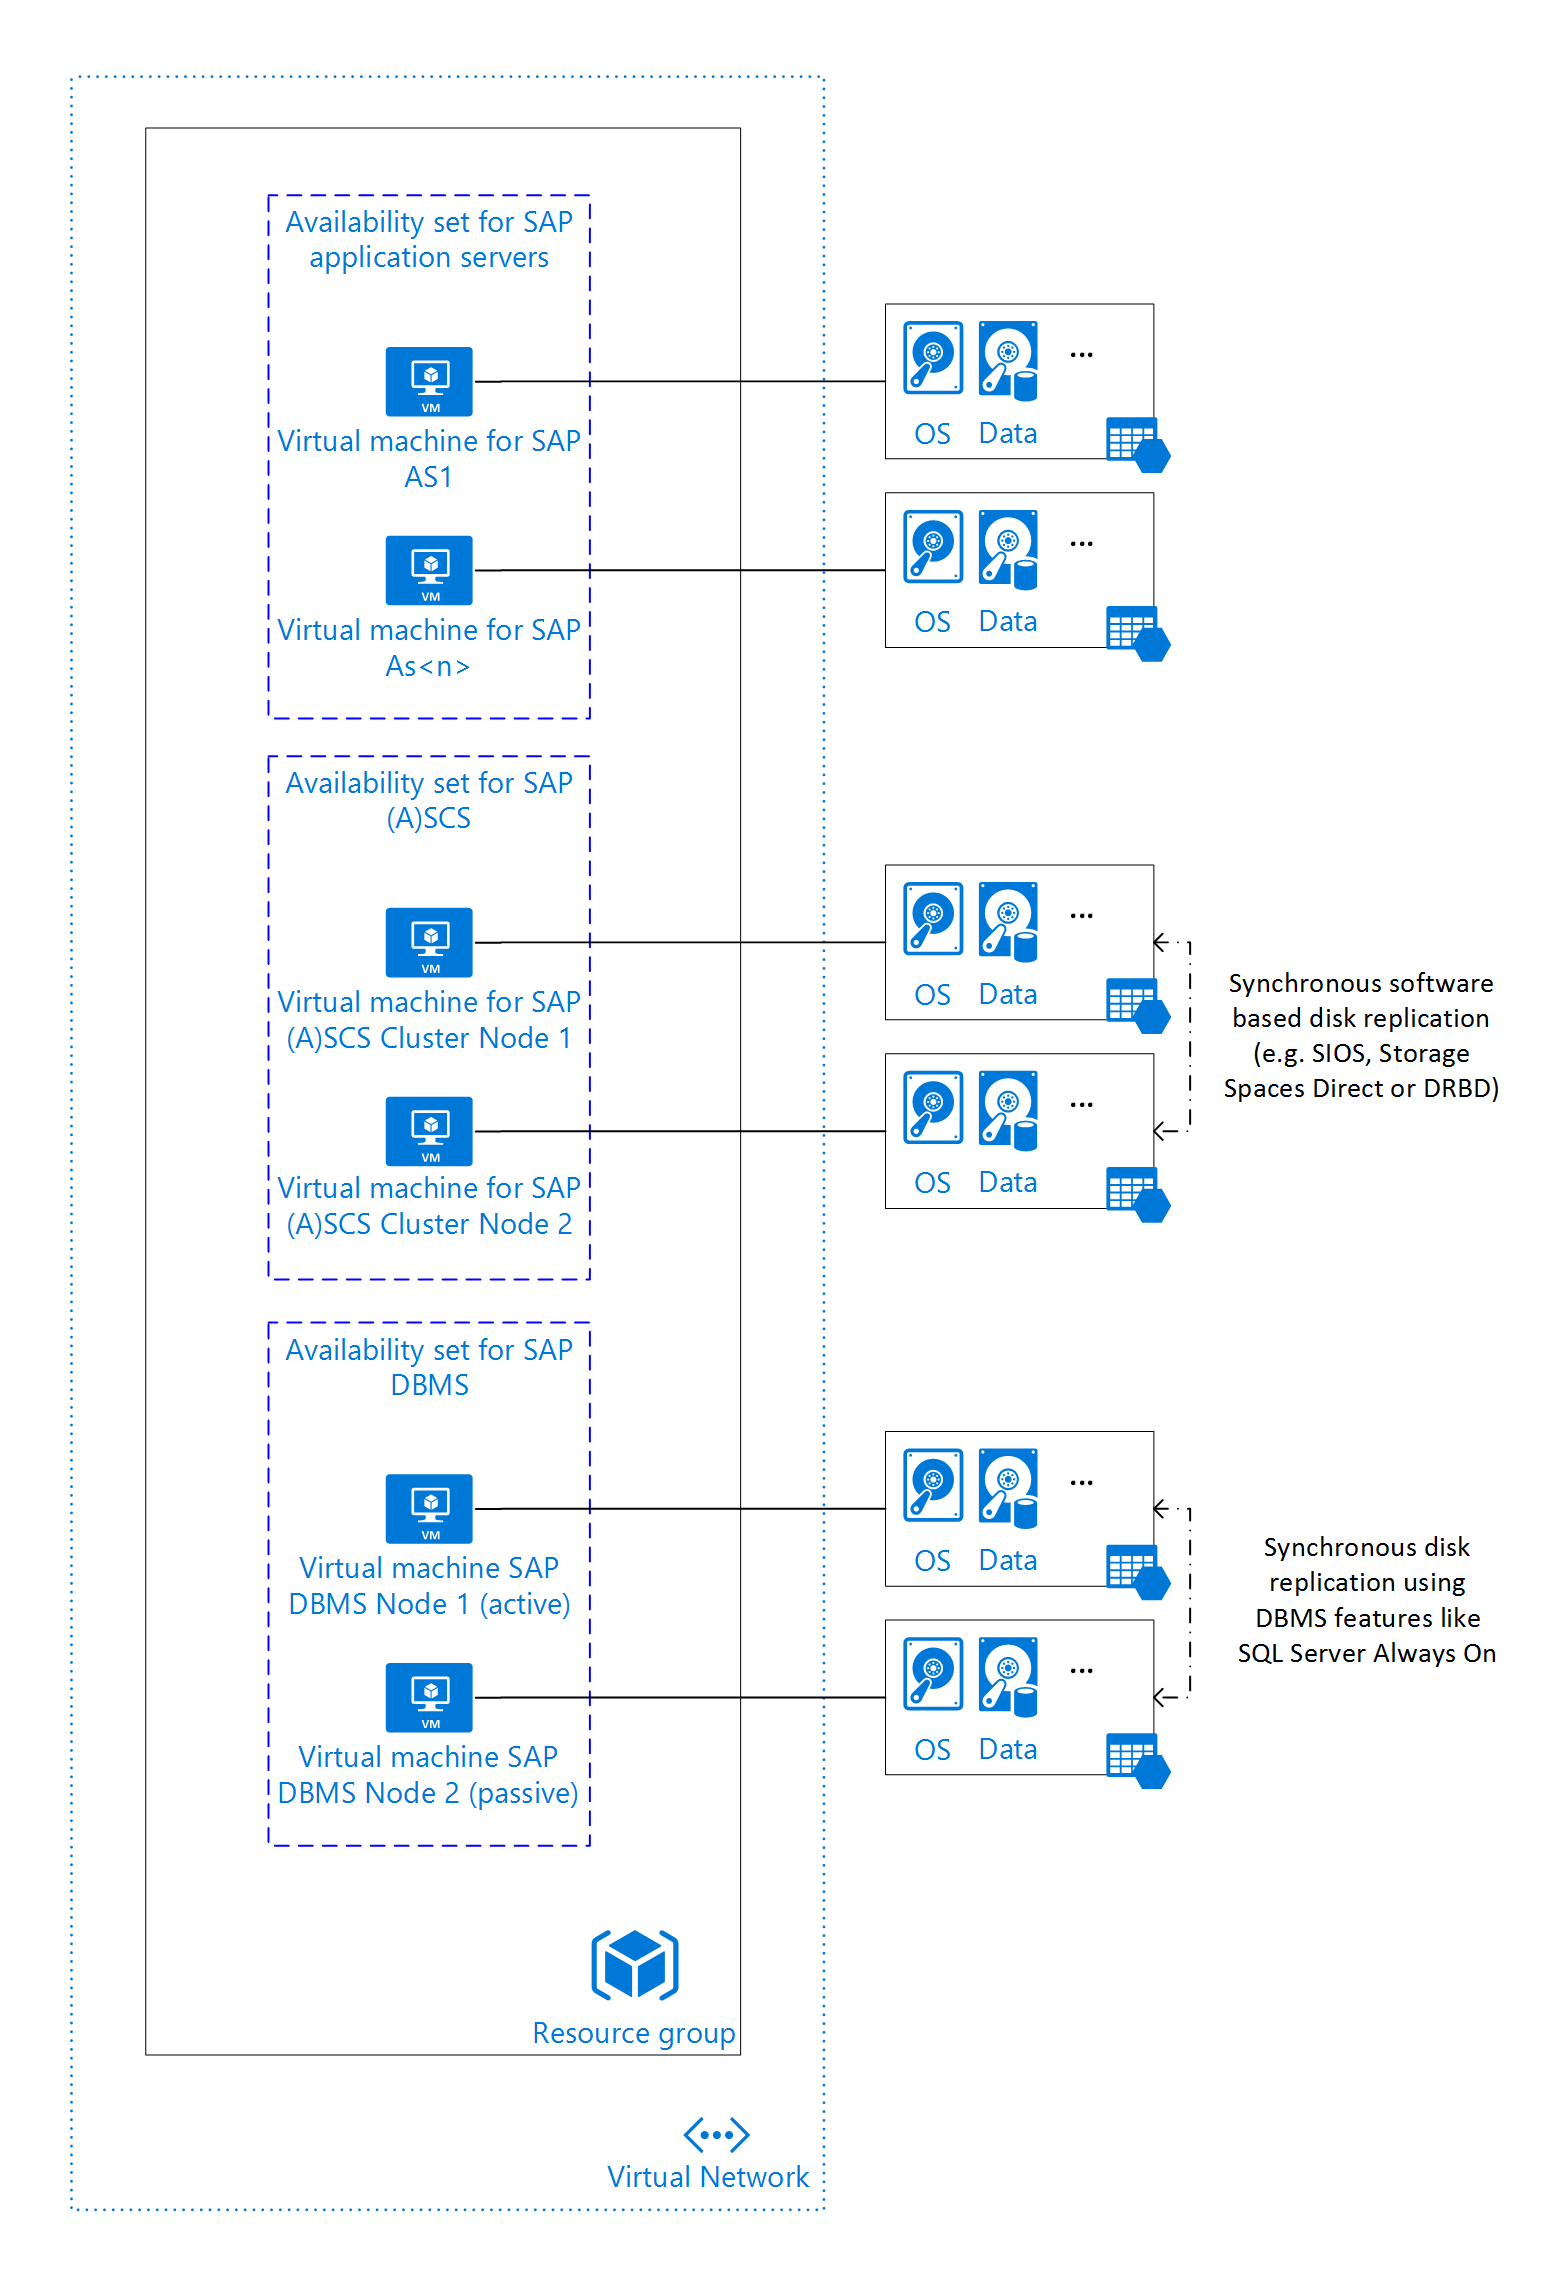 Availability set for SAP
application servers
VM
Virtual machine for SAP
AS1
OS Data ...
VM
Virtual machine for SAP
As<n>
OS Data ...
Availability set for SAP
(A)SCS
VM
Virtual machine for SAP
(A)SCS Cluster Node 1
OS Data ...
VM
Virtual machine for SAP
(A)SCS Cluster Node 2
OS Data ...
Synchronous software
based disk replication
(e.g. SIOS, Storage
Spaces Direct or DRBD)
Availability set for SAP
DBMS
VM
Virtual machine SAP
DBMS Node 1 (active)
OS Data ...
VM
Virtual machine SAP
DBMS Node 2 (passive)
OS Data ...
Synchronous disk
replication using
DBMS features like
SQL Server Always On
Resource group
Virtual Network